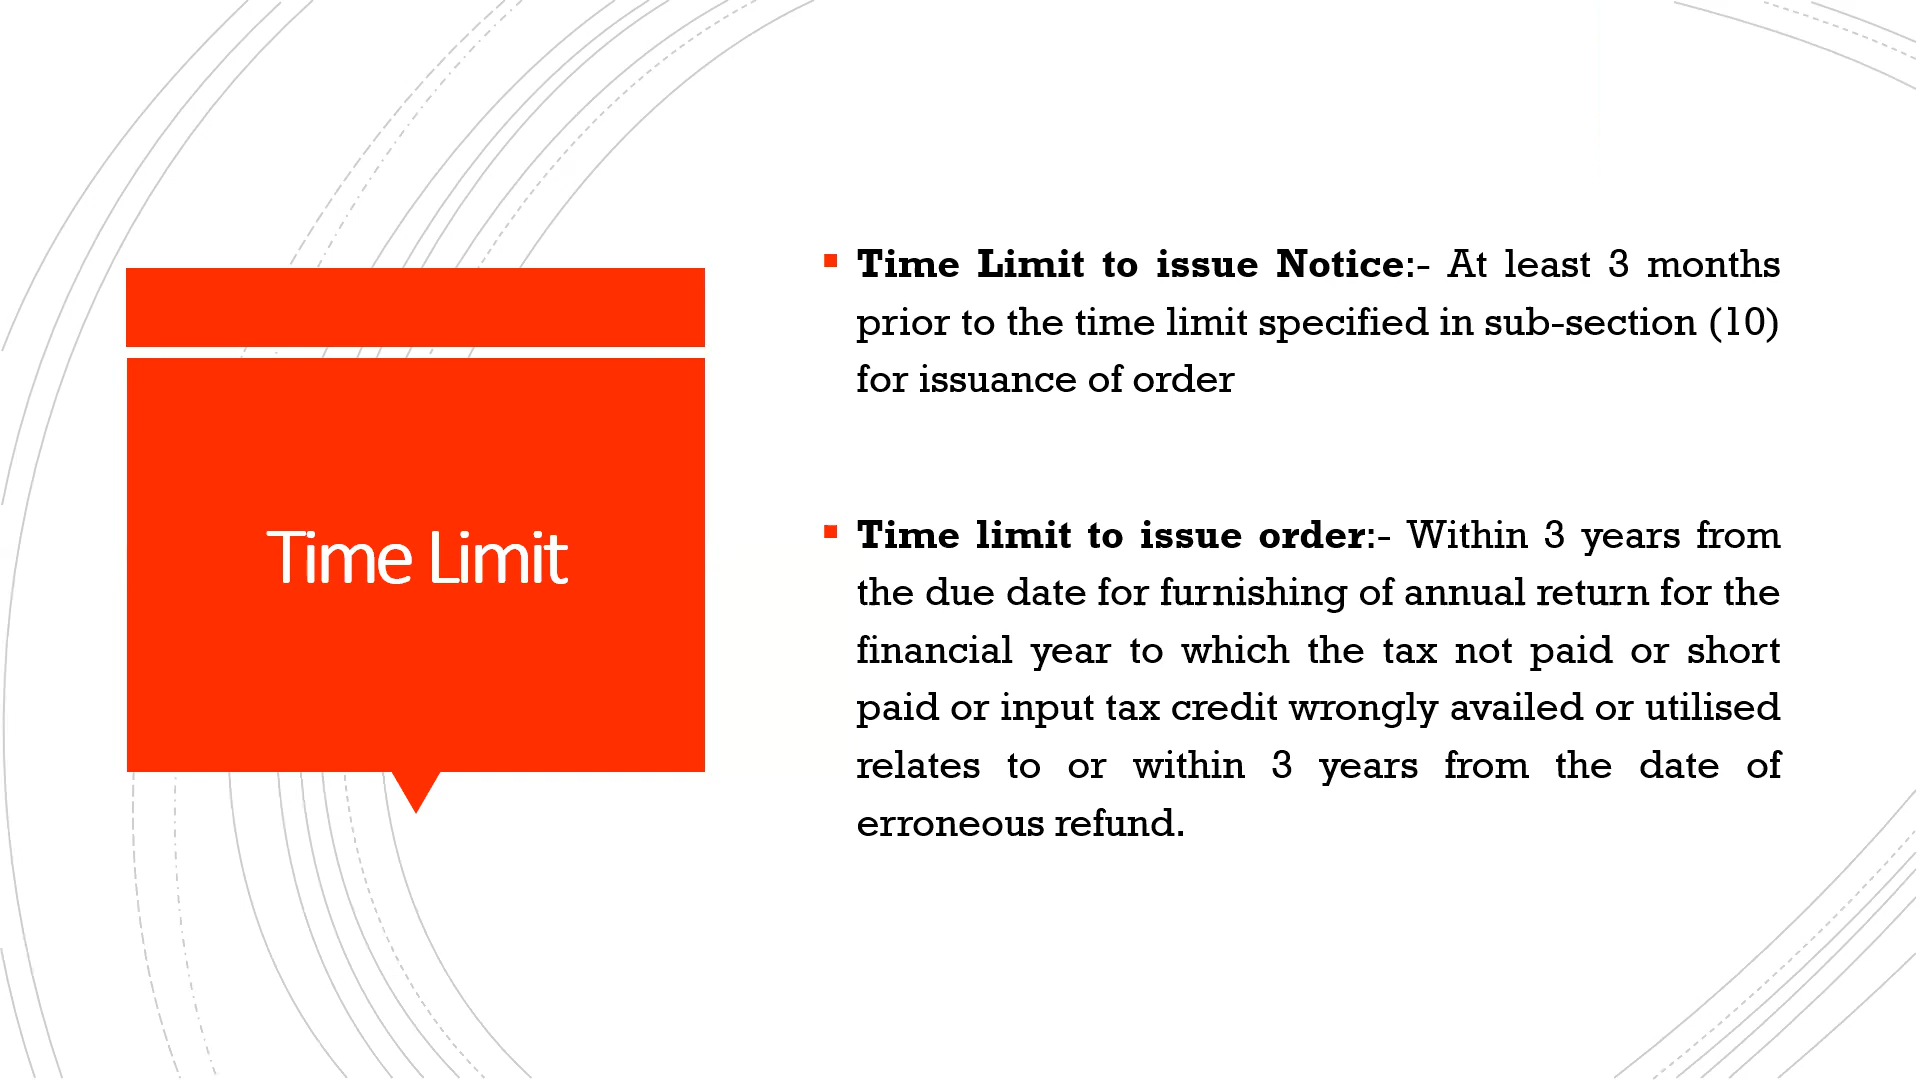 Time Limit
Time Limit to issue Notice:- At least 3 months
prior to the time limit specified in sub-section (10)
for issuance of order
Time limit to issue order:- Within 3 years from
the due date for furnishing of annual return for the
financial year to which the tax not paid or short
paid or input tax credit wrongly availed or utilised
relates to or within 3 years from the date of
erroneous refund.